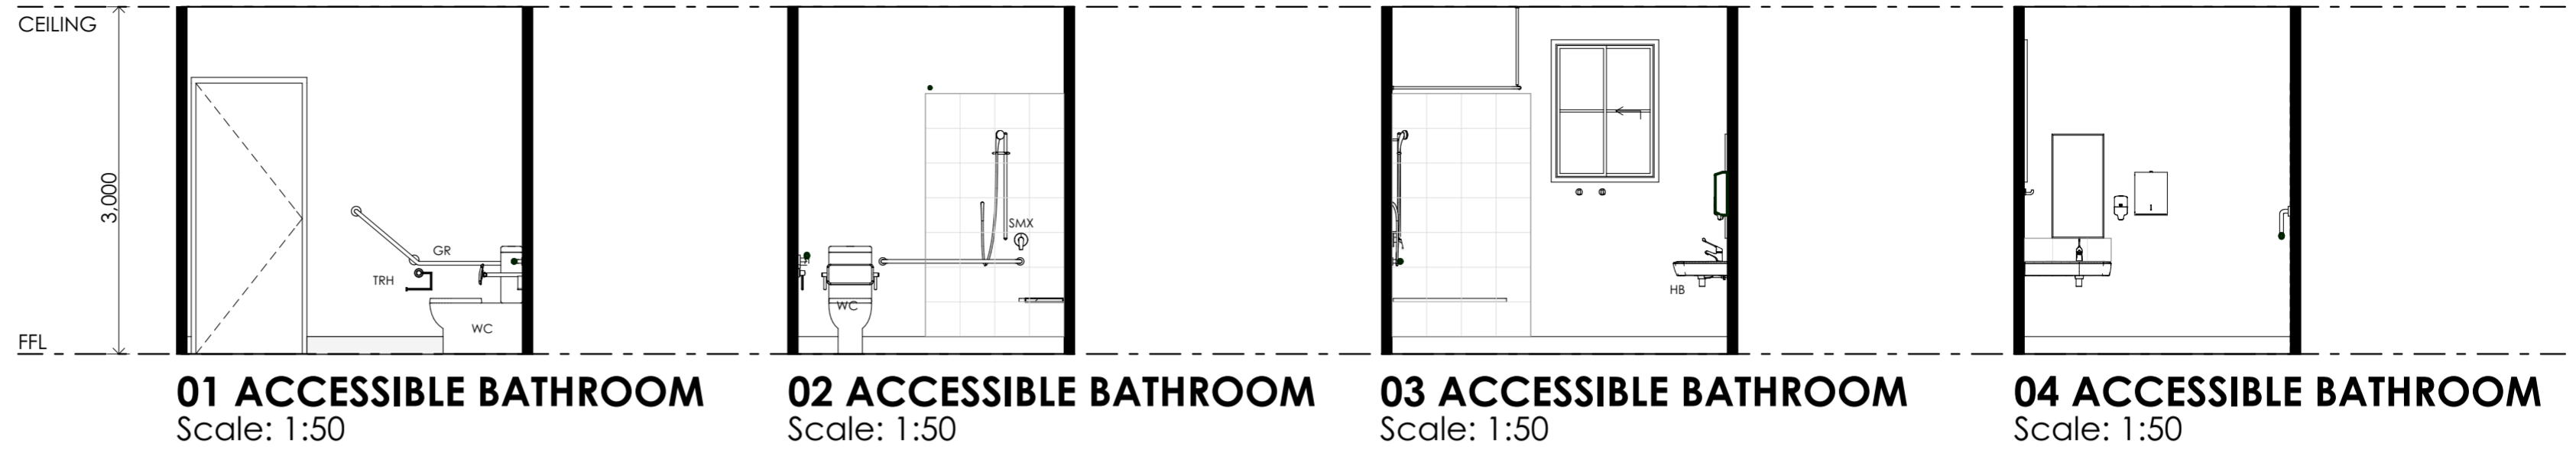 CEILING
3,000
FFL
GR
TRH
WC
01 ACCESSIBLE BATHROOM
Scale: 1:50
SMX
WC
02 ACCESSIBLE BATHROOM
Scale: 1:50
HB
03 ACCESSIBLE BATHROOM
Scale: 1:50
04 ACCESSIBLE BATHROOM
Scale: 1:50